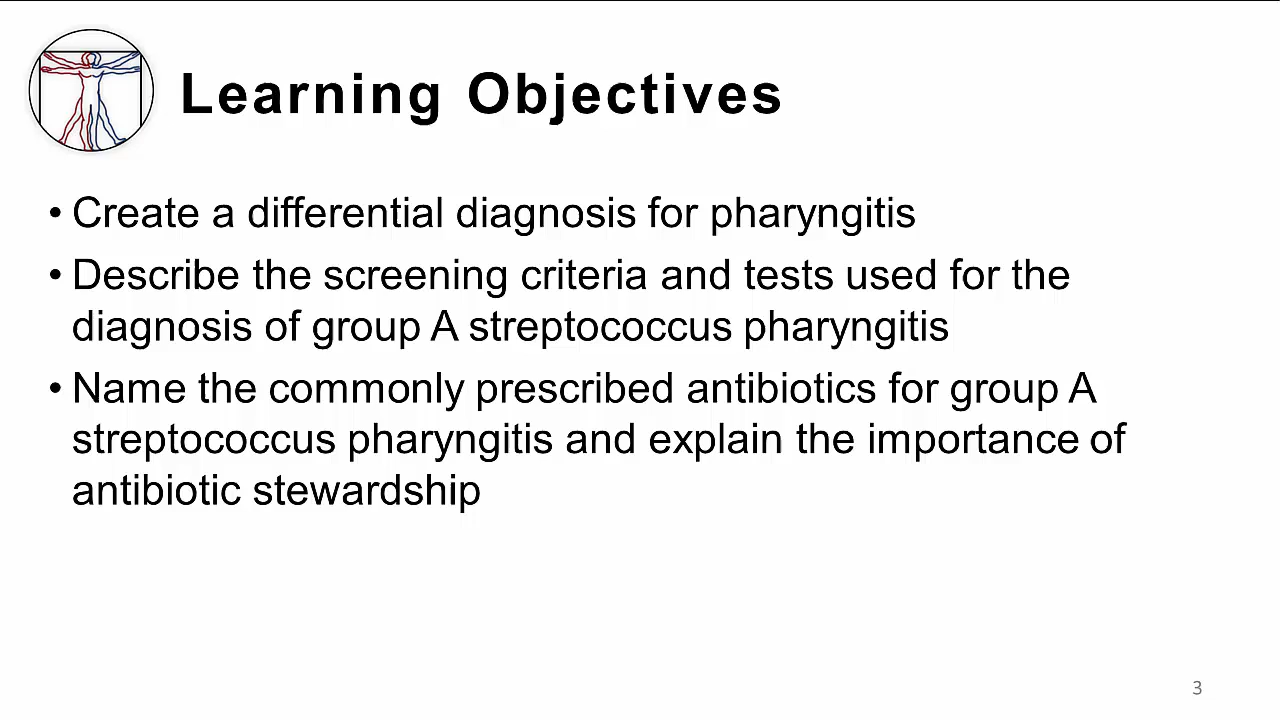 Learning Objectives
• Create a differential diagnosis for pharyngitis
• Describe the screening criteria and tests used for the
diagnosis of group A streptococcus pharyngitis
• Name the commonly prescribed antibiotics for group A
streptococcus pharyngitis and explain the importance of
antibiotic stewardship
3